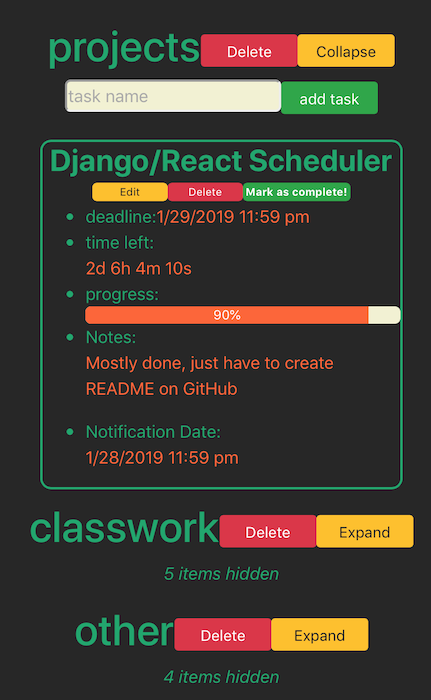 projects Delete Collapse
task name add task
Django/React Scheduler
Edit Delete Mark as complete!
deadline:1/29/2019 11:59 pm
time left:
2d 6h 4m 10s
progress:
90%
Notes:
Mostly done, just have to create
README on GitHub
Notification Date:
1/28/2019 11:59 pm
classwork Delete Expand
5 items hidden
other Delete Expand
4 items hidden